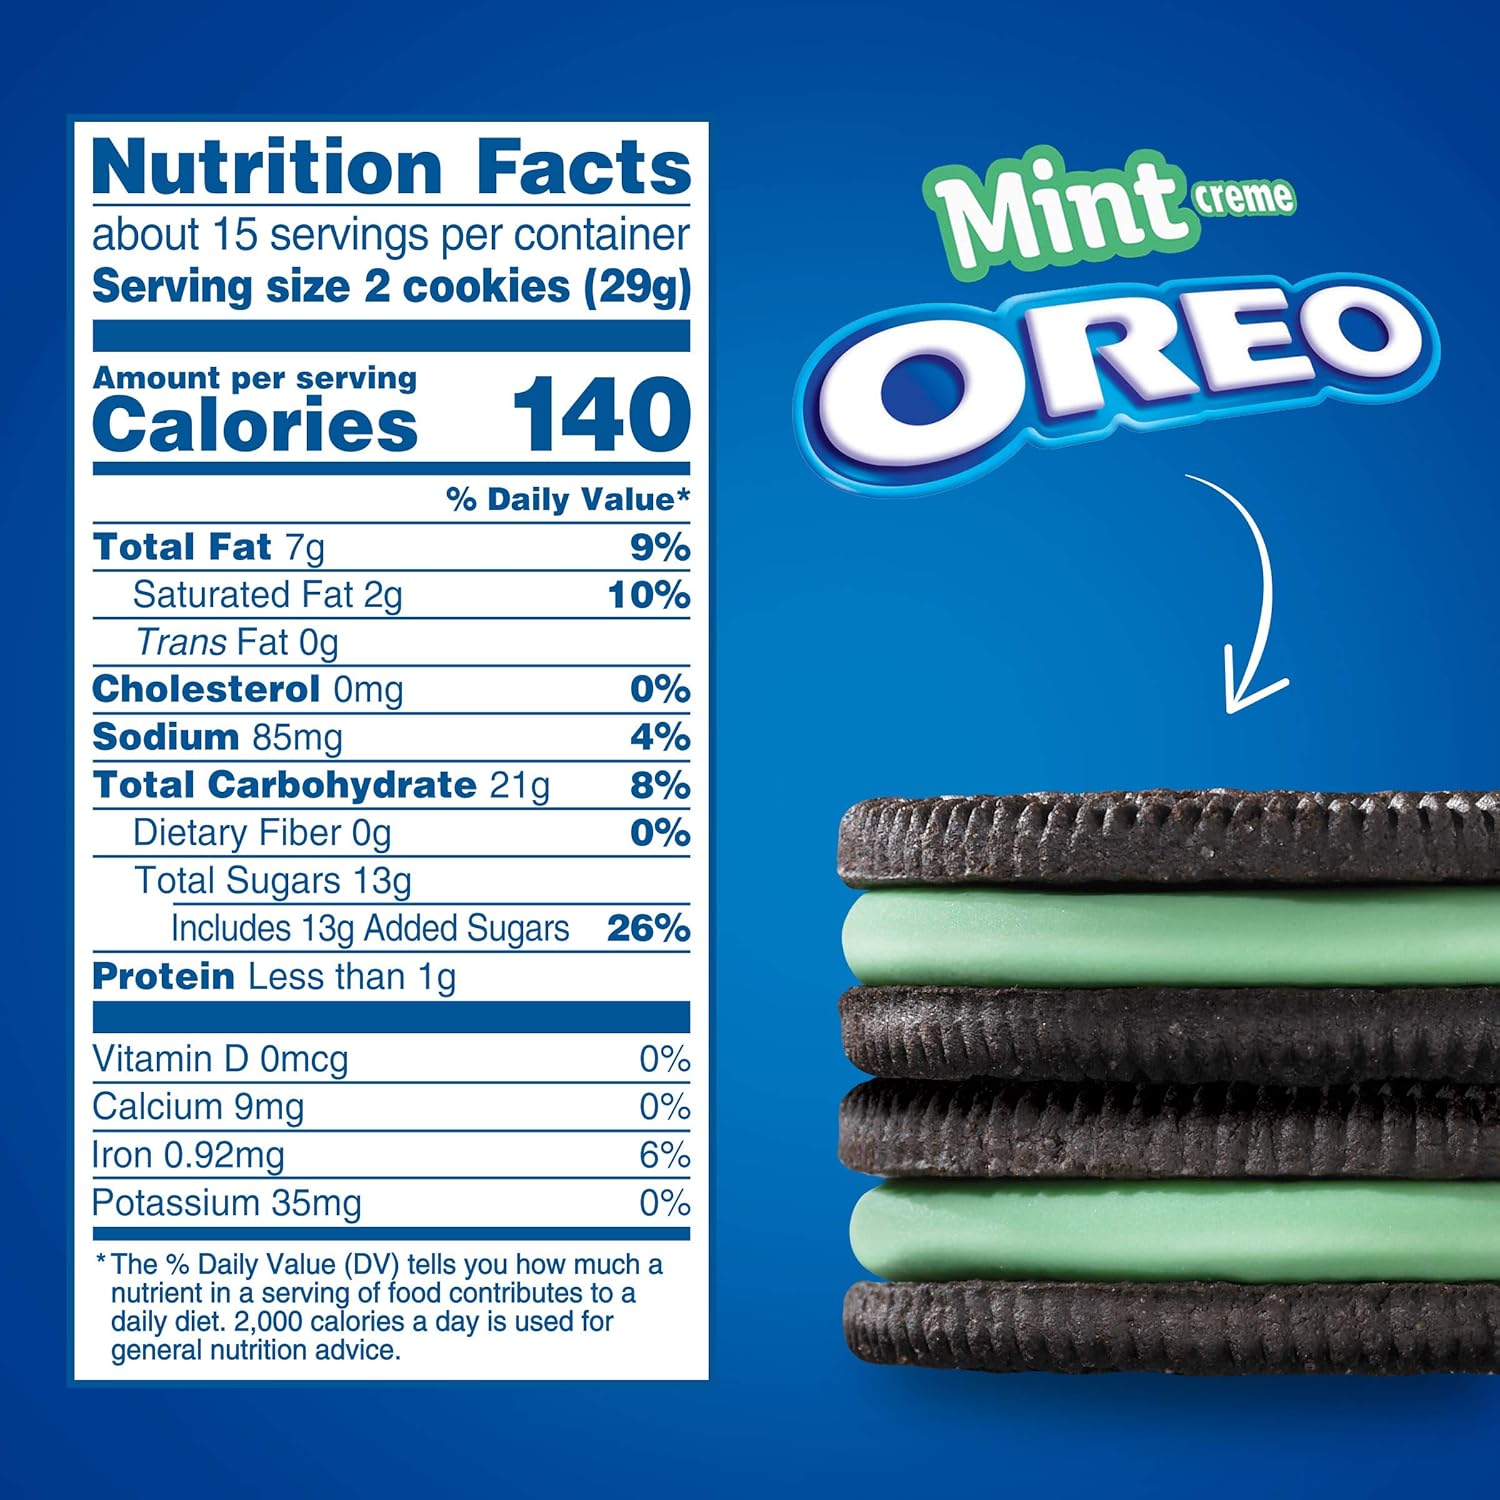 Nutrition Facts
about 15 servings per container
Serving size 2 cookies (29g)
Amount per serving
Calories 140
% Daily Value*
Total Fat 7g 9%
Saturated Fat 2g 10%
Trans Fat 0g
Cholesterol 0mg 0%
Sodium 85mg 4%
Total Carbohydrate 21g 8%
Dietary Fiber 0g 0%
Total Sugars 13g
Includes 13g Added Sugars 26%
Protein Less than 1g
Vitamin D 0mcg 0%
Calcium 9mg 0%
Iron 0.92mg 6%
Potassium 35mg 0%
* The % Daily Value (DV) tells you how much a
nutrient in a serving of food contributes to a
daily diet. 2,000 calories a day is used for
general nutrition advice.
Mint creme
OREO